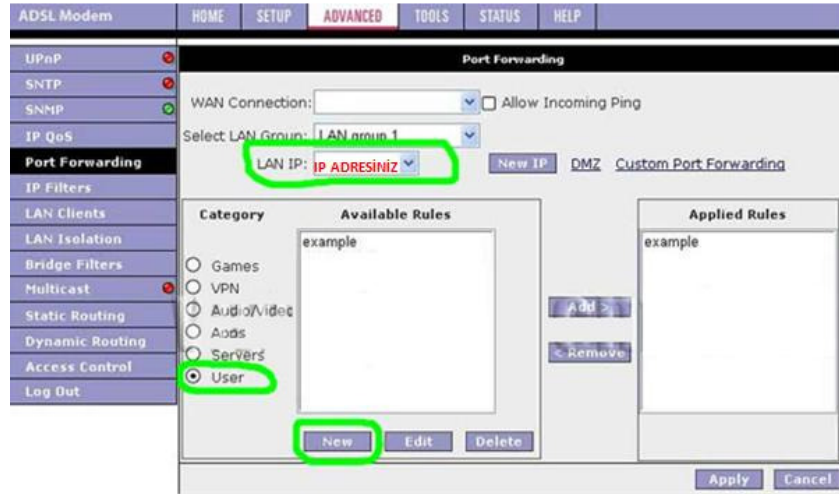 ADSL Modem
HOME SETUP ADVANCED TOOLS STATUS HELP
UPnP
SNTP
SNMP
IP QoS
Port Forwarding
IP Filters
LAN Clients
LAN Isolation
Bridge Filters
Multicast
Static Routing
Dynamic Routing
Access Control
Log Out
Port Forwarding
WAN Connection: Allow Incoming Ping
Select LAN Group: LAN group 1
LAN IP: IP ADRESİNİZ New IP DMZ Custom Port Forwarding
Category Available Rules Applied Rules
example example
Games
VPN
Audio/Video
Apps
Servers
User
Add >
< Remove
New Edit Delete
Apply Cancel